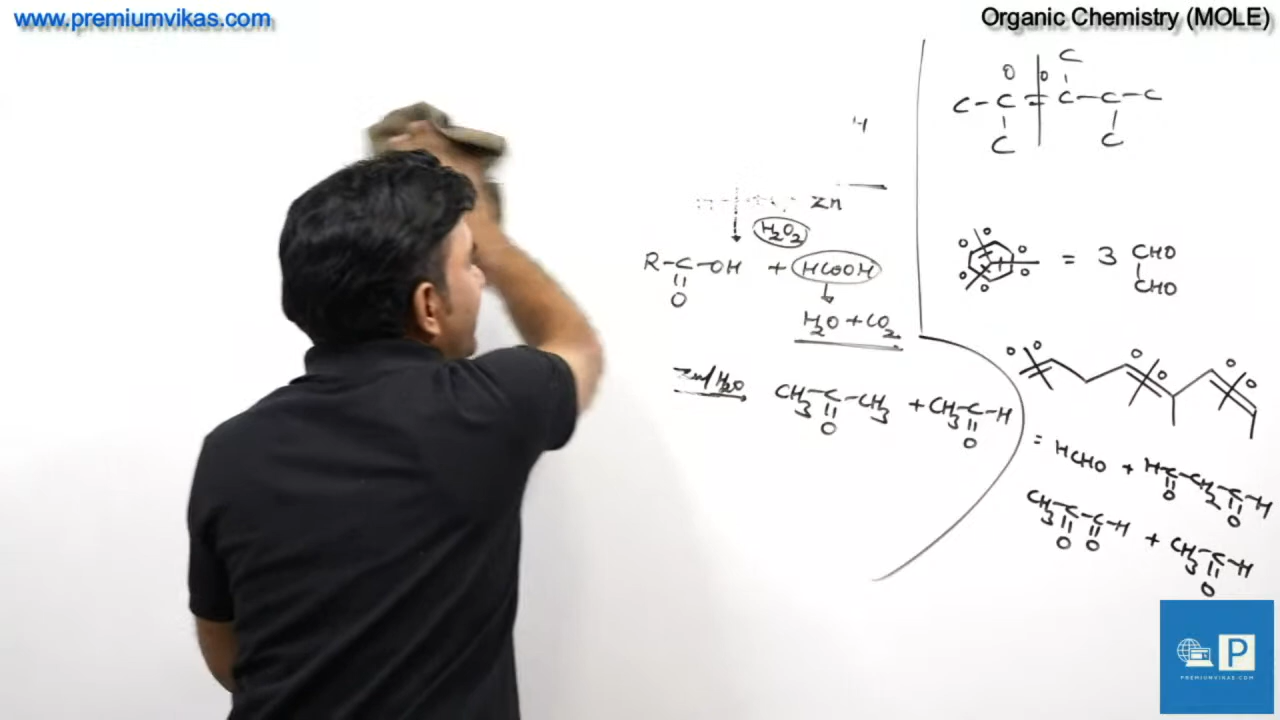 www.premiumvikas.com
Organic Chemistry (MOLE)
Zn
H2O2
R-C-OH + HCOOH
O
H2O + CO2
Zn/H2O
CH3-C-CH3 + CH3-C-H
O O
C
O O
C-C=C-C-C
C C
O O O O O O = 3 CHO
CHO
O O O O O O
= HCHO + HC-CH2-C-H
O O
CH3-C-C-H + CH3-C-H
O O O
P
PREMIUMVIKAS.COM